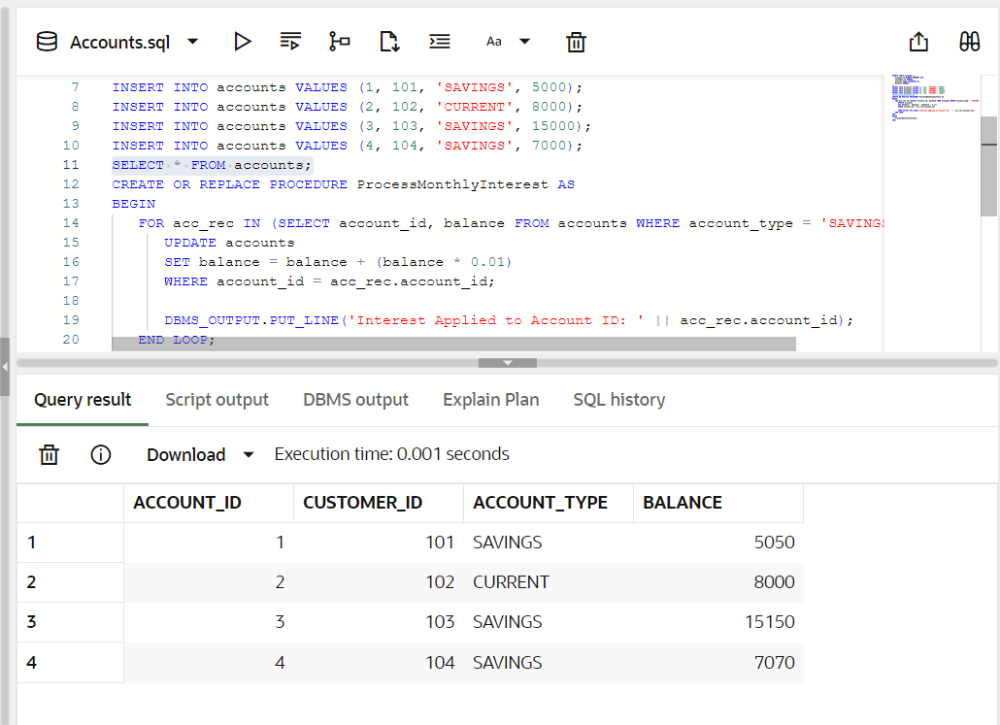 Accounts.sql Aa
7 INSERT INTO accounts VALUES (1, 101, 'SAVINGS', 5000);
8 INSERT INTO accounts VALUES (2, 102, 'CURRENT', 8000);
9 INSERT INTO accounts VALUES (3, 103, 'SAVINGS', 15000);
10 INSERT INTO accounts VALUES (4, 104, 'SAVINGS', 7000);
11 SELECT * FROM accounts;
12 CREATE OR REPLACE PROCEDURE ProcessMonthlyInterest AS
13 BEGIN
14 FOR acc_rec IN (SELECT account_id, balance FROM accounts WHERE account_type = 'SAVINGS
15 UPDATE accounts
16 SET balance = balance + (balance * 0.01)
17 WHERE account_id = acc_rec.account_id;
18
19 DBMS_OUTPUT.PUT_LINE('Interest Applied to Account ID: ' || acc_rec.account_id);
20 END LOOP;
Query result Script output DBMS output Explain Plan SQL history
Download Execution time: 0.001 seconds
ACCOUNT_ID CUSTOMER_ID ACCOUNT_TYPE BALANCE
1 1 101 SAVINGS 5050
2 2 102 CURRENT 8000
3 3 103 SAVINGS 15150
4 4 104 SAVINGS 7070